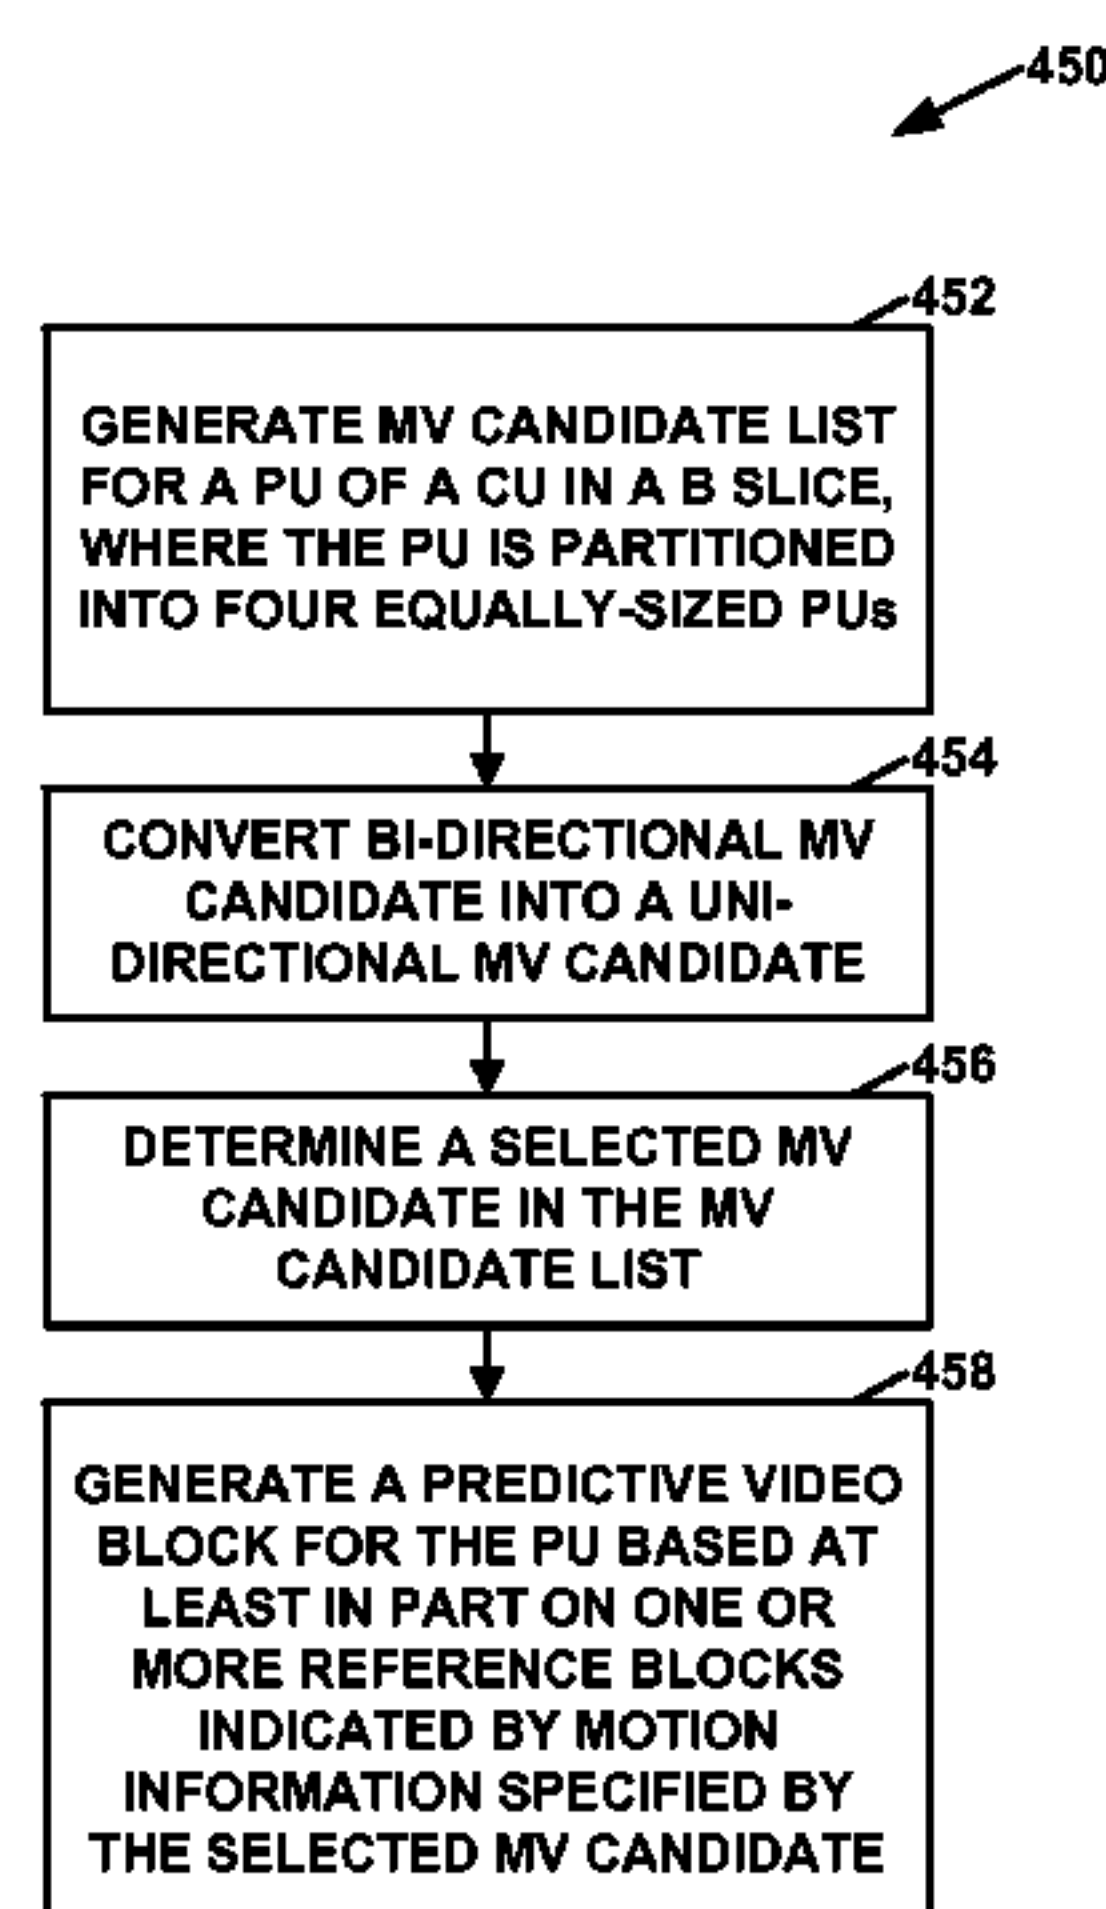 450
452
GENERATE MV CANDIDATE LIST
FOR A PU OF A CU IN A B SLICE,
WHERE THE PU IS PARTITIONED
INTO FOUR EQUALLY-SIZED PUs
454
CONVERT BI-DIRECTIONAL MV
CANDIDATE INTO A UNI-
DIRECTIONAL MV CANDIDATE
456
DETERMINE A SELECTED MV
CANDIDATE IN THE MV
CANDIDATE LIST
458
GENERATE A PREDICTIVE VIDEO
BLOCK FOR THE PU BASED AT
LEAST IN PART ON ONE OR
MORE REFERENCE BLOCKS
INDICATED BY MOTION
INFORMATION SPECIFIED BY
THE SELECTED MV CANDIDATE